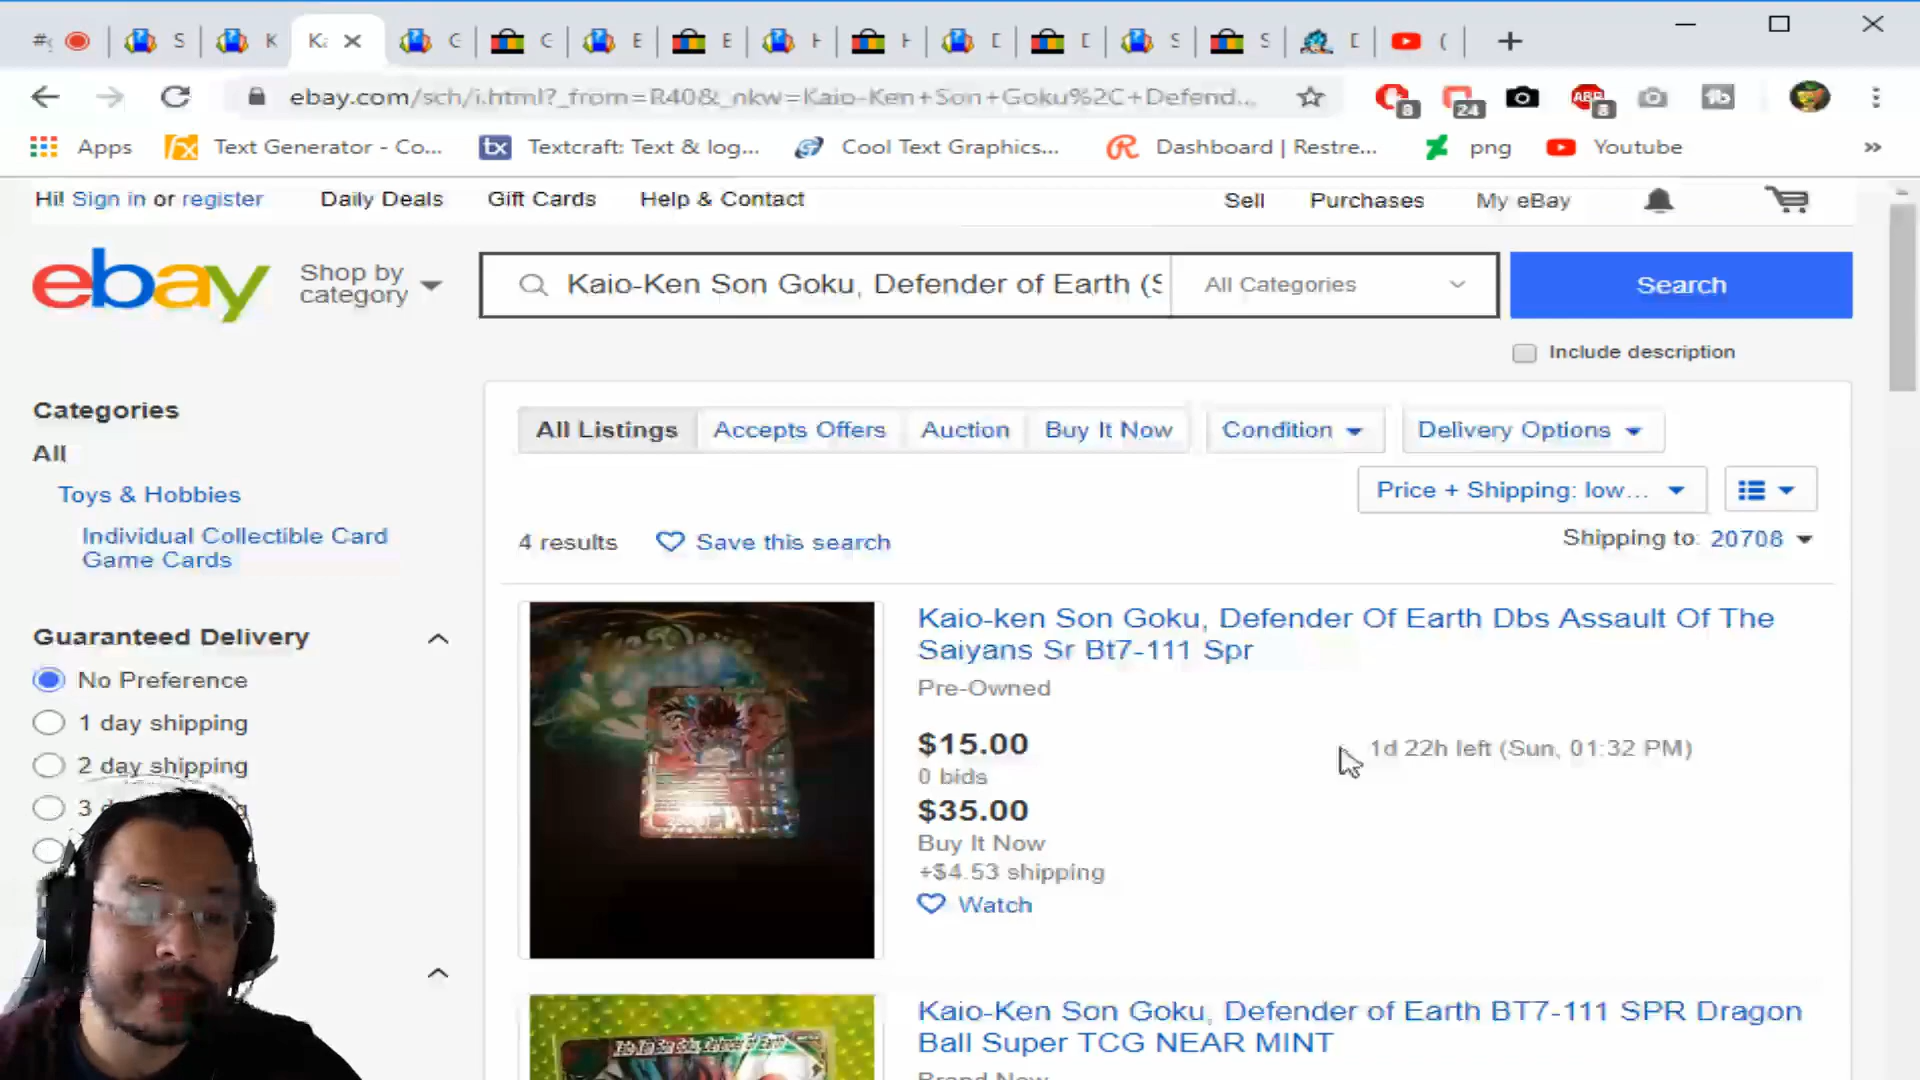 ebay.com/sch/i.html?_from=R40&_nkw=Kaio-Ken+Son+Goku%2C+Defend...
8 24 ABP 8
Apps Text Generator - Co... Textcraft: Text & log... Cool Text Graphics... Dashboard | Restre... png Youtube »
Hi! Sign in or register Daily Deals Gift Cards Help & Contact Sell Purchases My eBay
ebay Shop by category Kaio-Ken Son Goku, Defender of Earth (S All Categories Search
Include description
Categories
All
Toys & Hobbies
Individual Collectible Card
Game Cards
Guaranteed Delivery
No Preference
1 day shipping
2 day shipping
3
All Listings Accepts Offers Auction Buy It Now Condition Delivery Options
Price + Shipping: low...
4 results Save this search Shipping to: 20708
Kaio-ken Son Goku, Defender Of Earth Dbs Assault Of The
Saiyans Sr Bt7-111 Spr
Pre-Owned
$15.00
1d 22h left (Sun, 01:32 PM)
0 bids
$35.00
Buy It Now
+$4.53 shipping
Watch
Kaio-Ken Son Goku, Defender of Earth BT7-111 SPR Dragon
Ball Super TCG NEAR MINT
Brand New